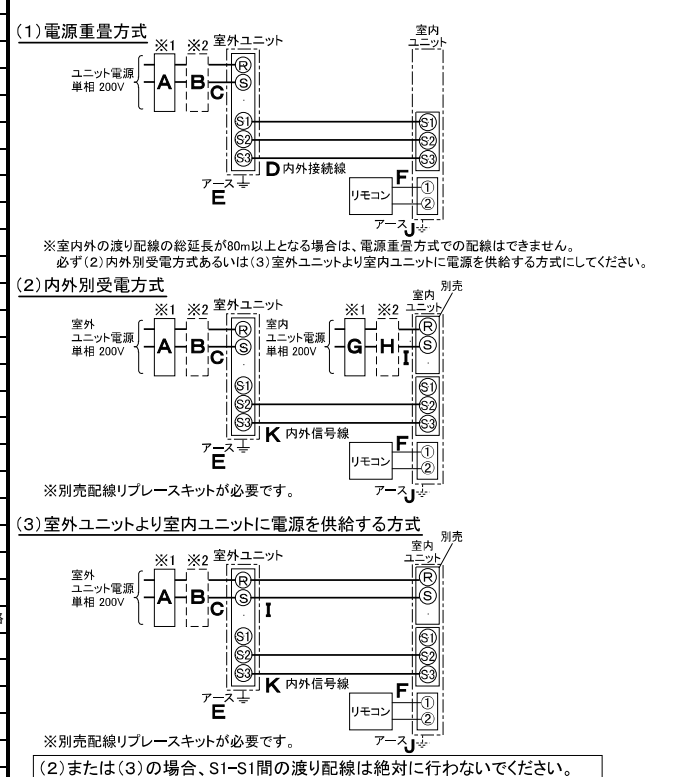 (1)電源重畳方式
※1 ※2 室外ユニット
室内
ユニット
ユニット電源
単相 200V
A B C
R
S
S1 S1
S2 S2
S3 S3
D 内外接続線
アース
E
F
リモコン
①
②
アース J
※室内外の渡り配線の総延長が80m以上となる場合は、電源重畳方式での配線はできません。
必ず(2)内外別受電方式あるいは(3)室外ユニットより室内ユニットに電源を供給する方式にしてください。
(2)内外別受電方式
別売
※1 ※2 室外ユニット ※1 ※2 室内
ユニット
室外
ユニット電源
単相 200V
A B C
R
S
室内
ユニット電源
単相 200V
G H I
R
S
S1 S1
S2 S2
S3 S3
K 内外信号線
アース
E
F
リモコン
①
②
アース J
※別売配線リプレースキットが必要です。
(3)室外ユニットより室内ユニットに電源を供給する方式
別売
※1 ※2 室外ユニット
室内
ユニット
室外
ユニット電源
単相 200V
A B C
R R
S S
I
S1 S1
S2 S2
S3 S3
K 内外信号線
アース
E
F
リモコン
①
②
アース J
※別売配線リプレースキットが必要です。
(2)または(3)の場合、S1-S1間の渡り配線は絶対に行わないでください。